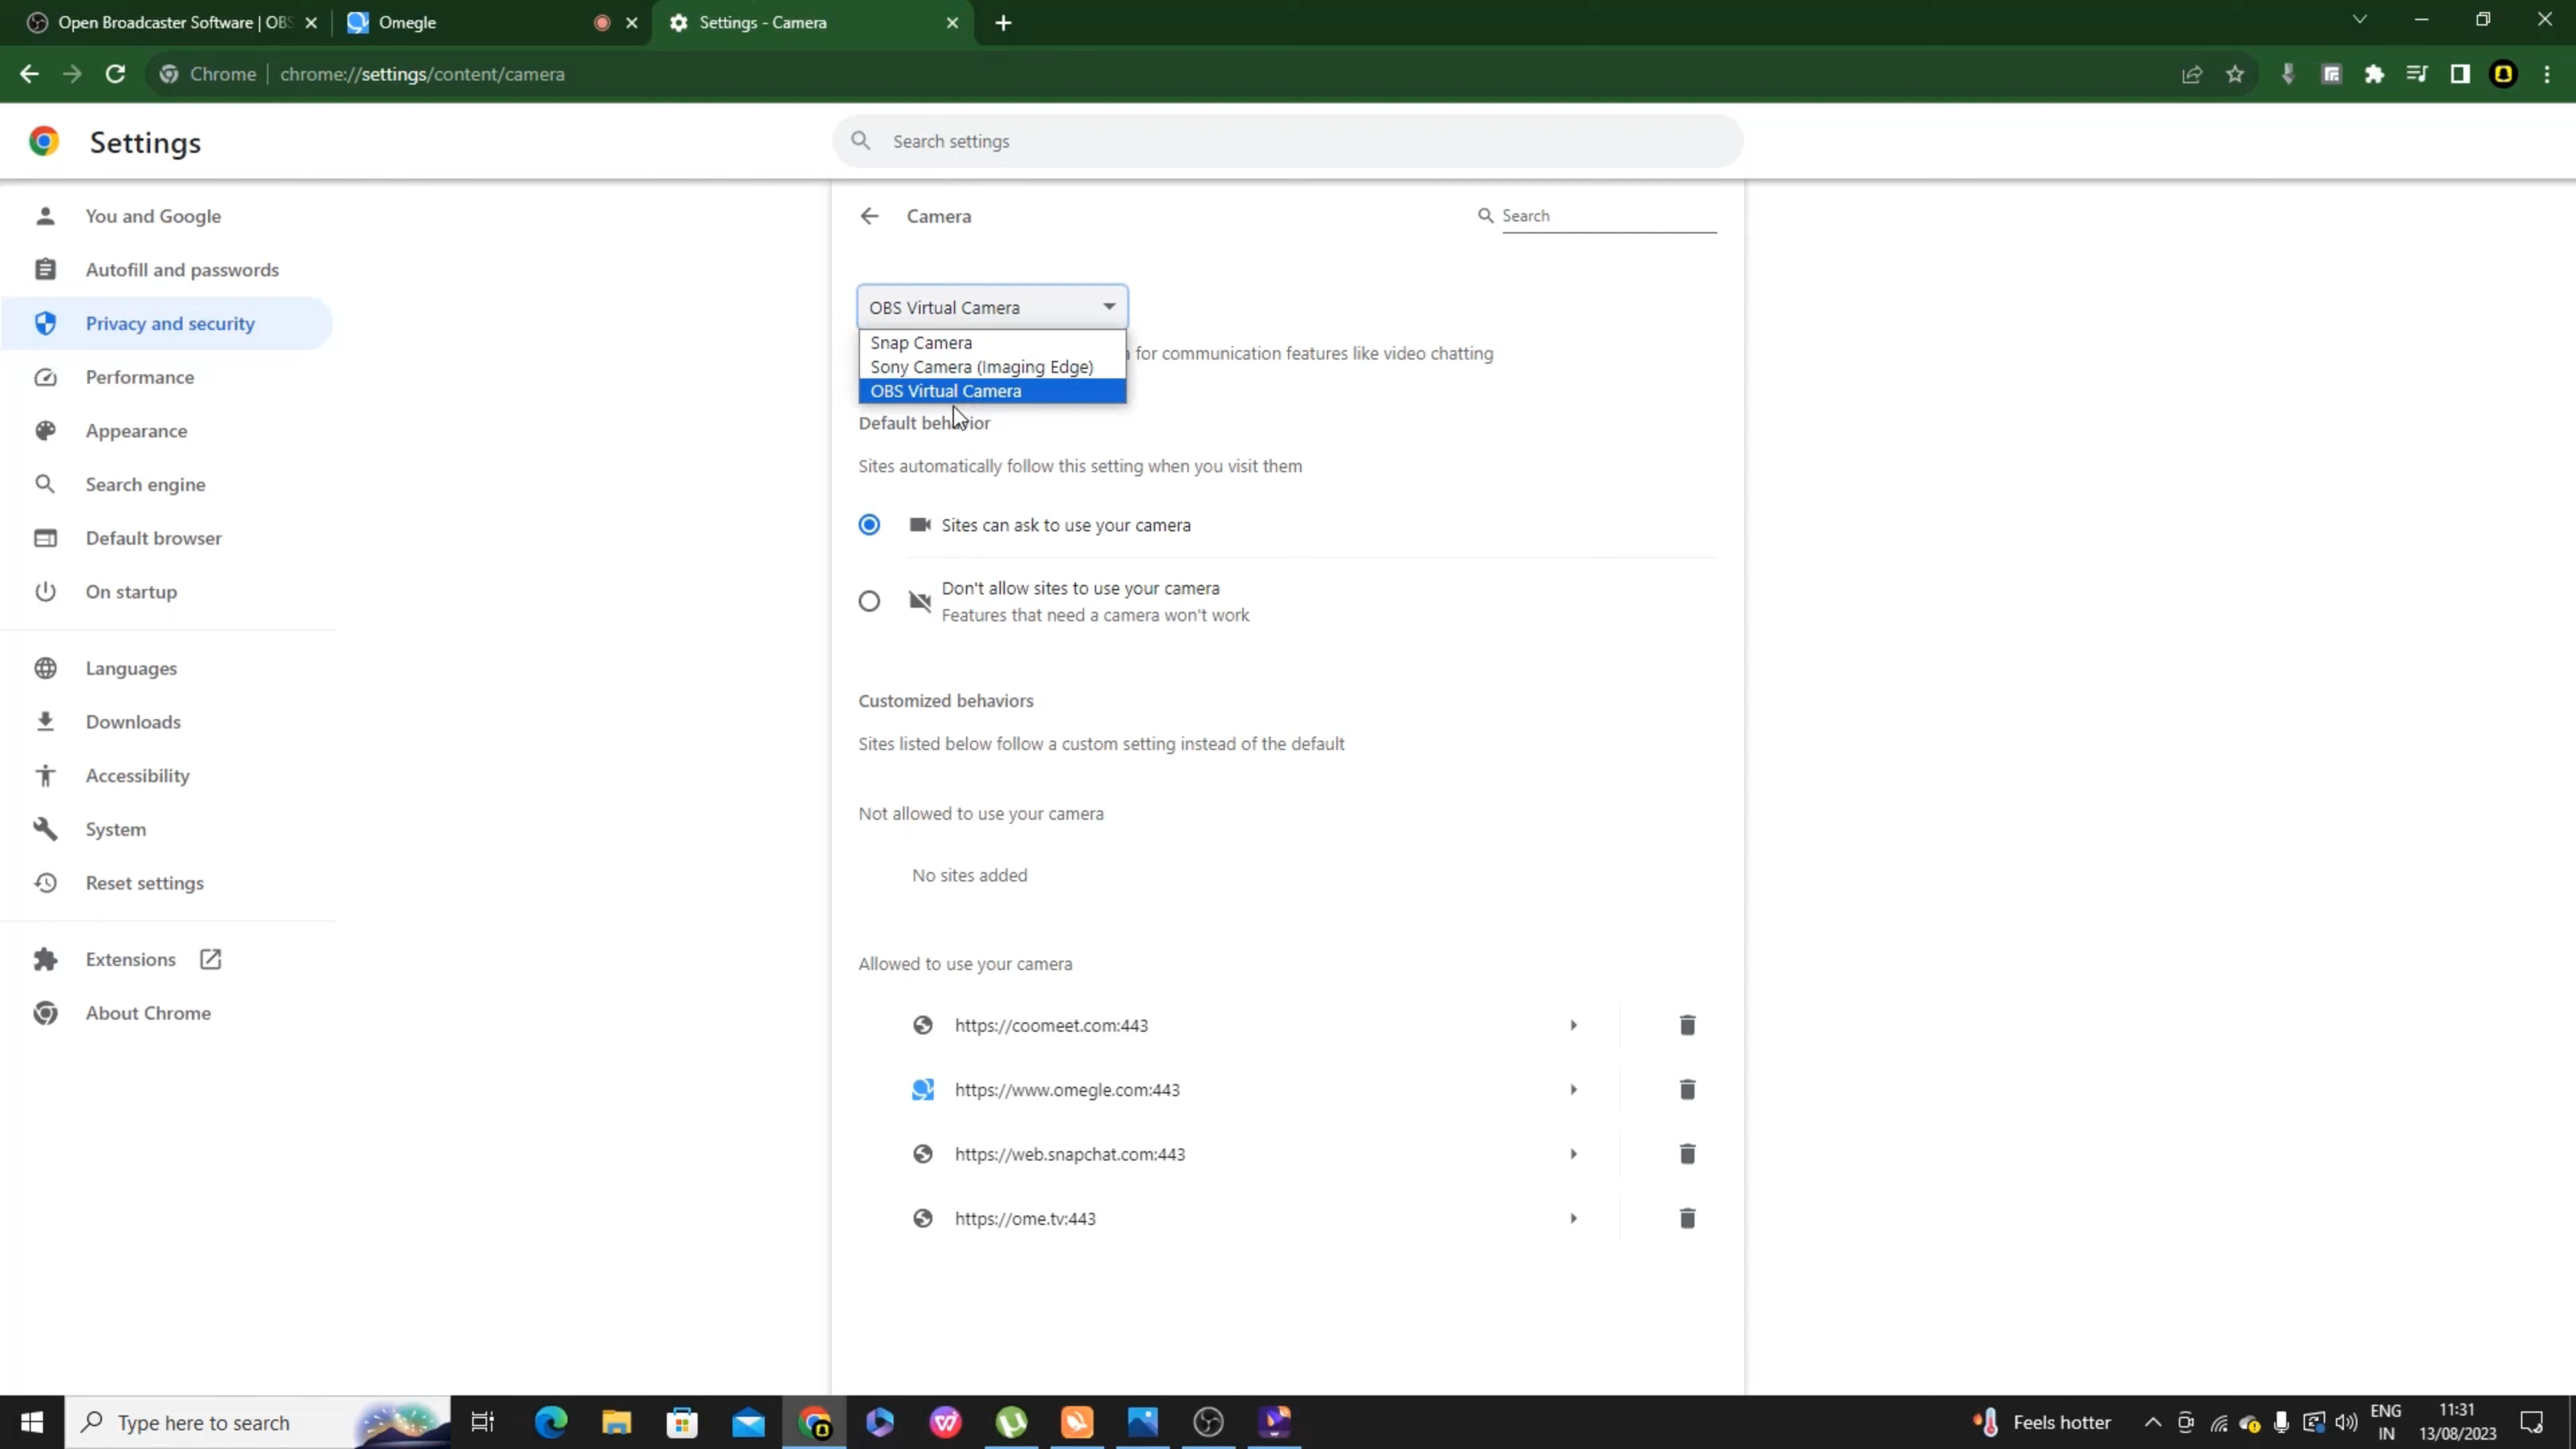 Open Broadcaster Software | OBS
Omegle
Settings - Camera
Chrome
chrome://settings/content/camera
Settings
Search settings
You and Google
Autofill and passwords
Privacy and security
Performance
Appearance
Search engine
Default browser
On startup
Languages
Downloads
Accessibility
System
Reset settings
Extensions
About Chrome
Camera
Search
OBS Virtual Camera
Snap Camera
for communication features like video chatting
Sony Camera (Imaging Edge)
OBS Virtual Camera
Default behavior
Sites automatically follow this setting when you visit them
Sites can ask to use your camera
Don't allow sites to use your camera
Features that need a camera won't work
Customized behaviors
Sites listed below follow a custom setting instead of the default
Not allowed to use your camera
No sites added
Allowed to use your camera
https://coomeet.com:443
https://www.omegle.com:443
https://web.snapchat.com:443
https://ome.tv:443
Type here to search
Feels hotter
ENG
IN
11:31
13/08/2023